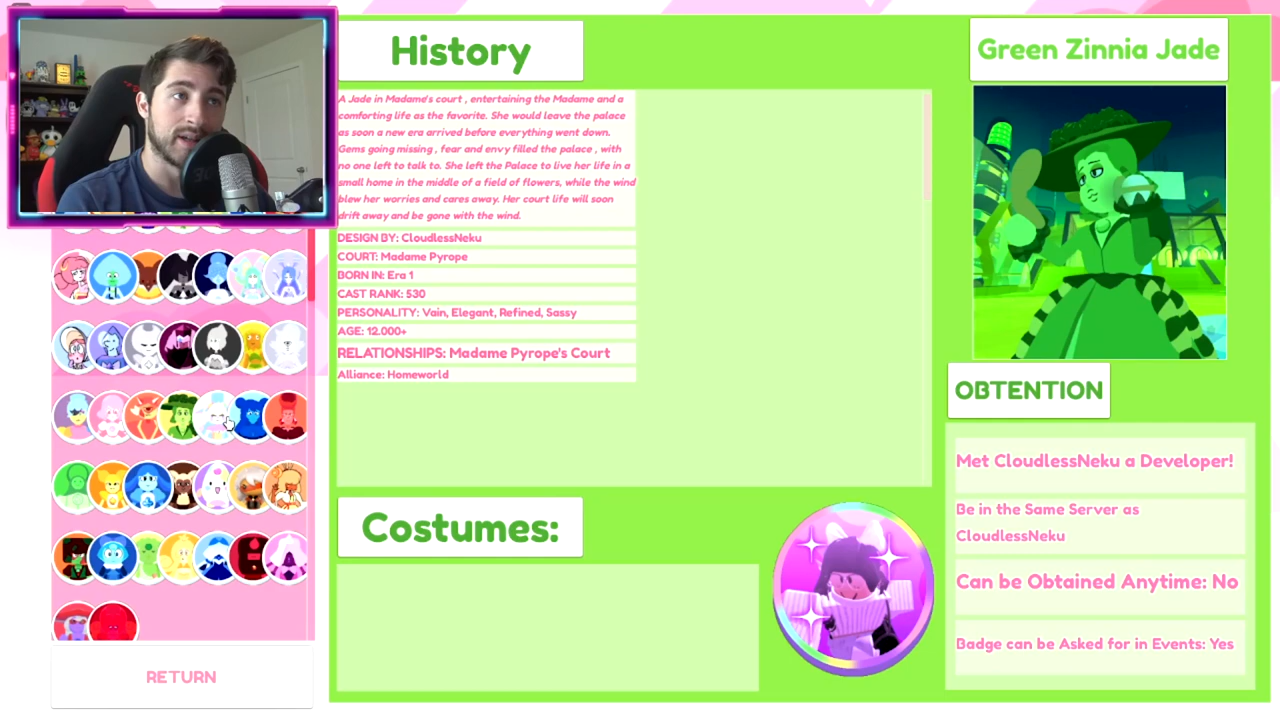 History
A Jade in Madame's court , entertaining the Madame and a
comforting life as the favorite. She would leave the palace
as soon a new era arrived before everything went down.
Gems going missing , fear and envy filled the palace , with
no one left to talk to. She left the Palace to live her life in a
small home in the middle of a field of flowers, while the wind
blew her worries and cares away. Her court life will soon
drift away and be gone with the wind.
DESIGN BY: CloudlessNeku
COURT: Madame Pyrope
BORN IN: Era 1
CAST RANK: 530
PERSONALITY: Vain, Elegant, Refined, Sassy
AGE: 12.000+
RELATIONSHIPS: Madame Pyrope's Court
Alliance: Homeworld
Costumes:
Green Zinnia Jade
OBTENTION
Met CloudlessNeku a Developer!
Be in the Same Server as
CloudlessNeku
Can be Obtained Anytime: No
Badge can be Asked for in Events: Yes
RETURN